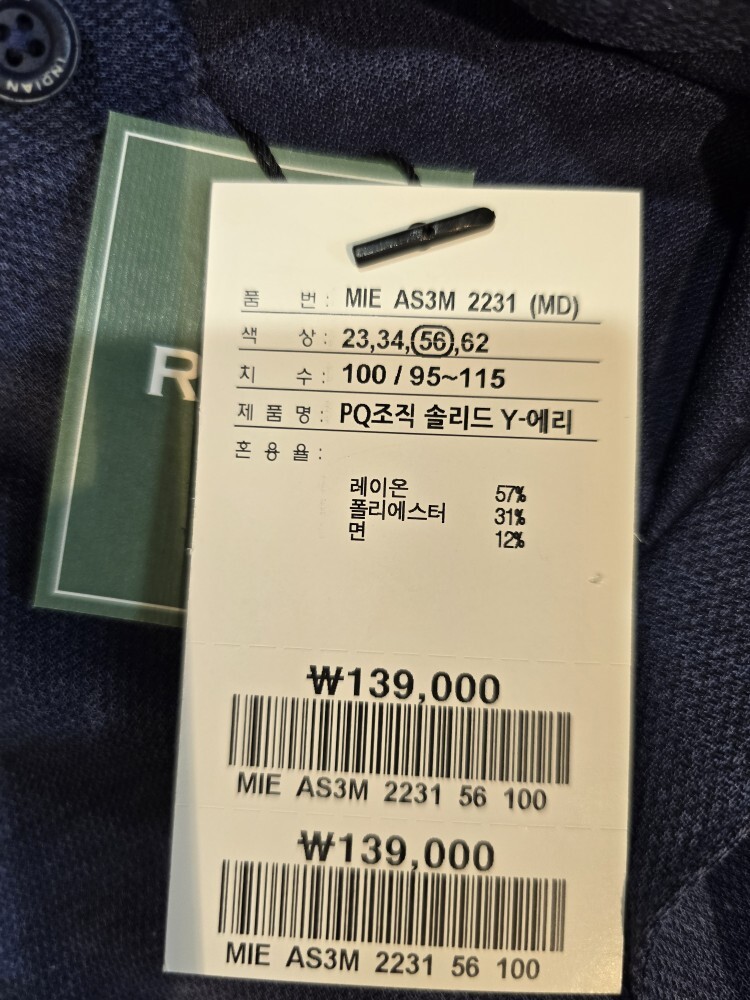 INDIAN
R
품 번 : MIE AS3M 2231 (MD)
색 상 : 23,34,56,62
치 수 : 100 / 95~115
제 품 명 : PQ조직 솔리드 Y-에리
혼 용 율 :
레이온 57%
폴리에스터 31%
면 12%
₩139,000
MIE AS3M 2231 56 100
₩139,000
MIE AS3M 2231 56 100